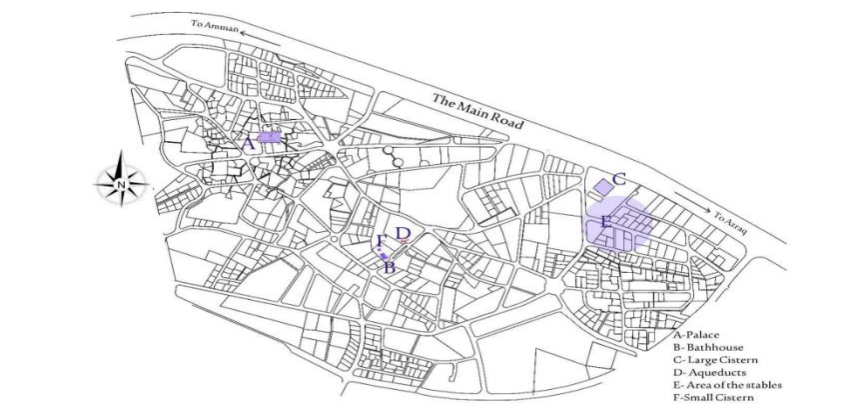 To Amman
The Main Road
A
C
To Azraq
E
F
D
B
N
A-Palace
B- Bathhouse
C- Large Cistern
D- Aqueducts
E- Area of the stables
F-Small Cistern